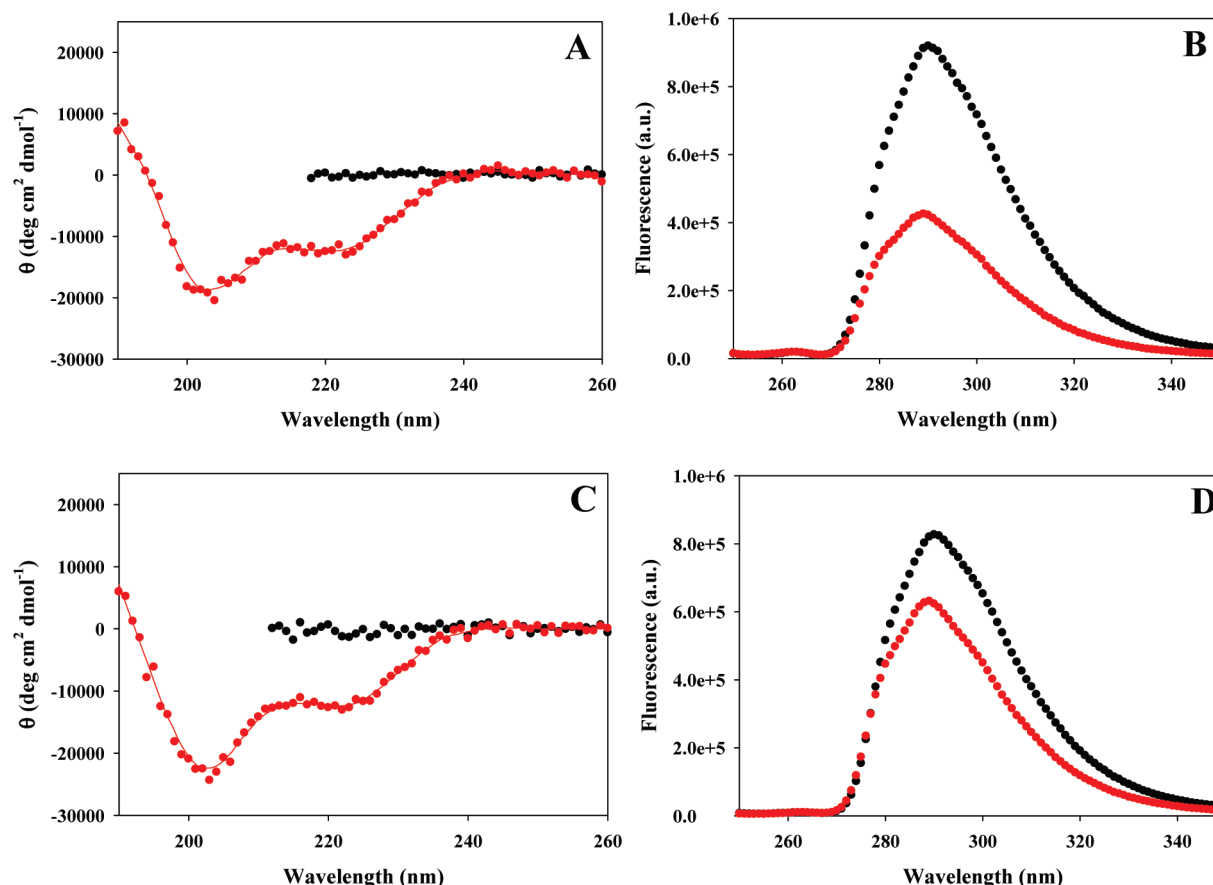 A
θ (deg cm² dmol⁻¹)
20000
10000
0
-10000
-20000
-30000
200
220
240
260
Wavelength (nm)
B
Fluorescence (a.u.)
1.0e+6
8.0e+5
6.0e+5
4.0e+5
2.0e+5
0.0
260
280
300
320
340
Wavelength (nm)
C
θ (deg cm² dmol⁻¹)
20000
10000
0
-10000
-20000
-30000
200
220
240
260
Wavelength (nm)
D
Fluorescence (a.u.)
1.0e+6
8.0e+5
6.0e+5
4.0e+5
2.0e+5
0.0
260
280
300
320
340
Wavelength (nm)